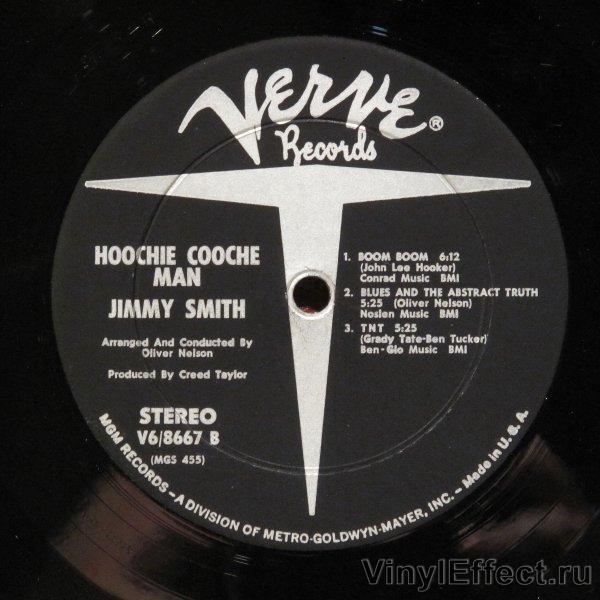 VERVE®
Records
HOOCHIE COOCHE
MAN
JIMMY SMITH
Arranged And Conducted By
Oliver Nelson
Produced By Creed Taylor
STEREO
V6/8667 B
(MGS 455)
1. BOOM BOOM 6:12
(John Lee Hooker)
Conrad Music BMI
2. BLUES AND THE ABSTRACT TRUTH
5:25 (Oliver Nelson)
Noslen Music BMI
3. TNT 5:25
(Grady Tate-Ben Tucker)
Ben-Glo Music BMI
MGM RECORDS – A DIVISION OF METRO-GOLDWYN-MAYER, INC. – Made in U.S.A.
VinylEffect.ru